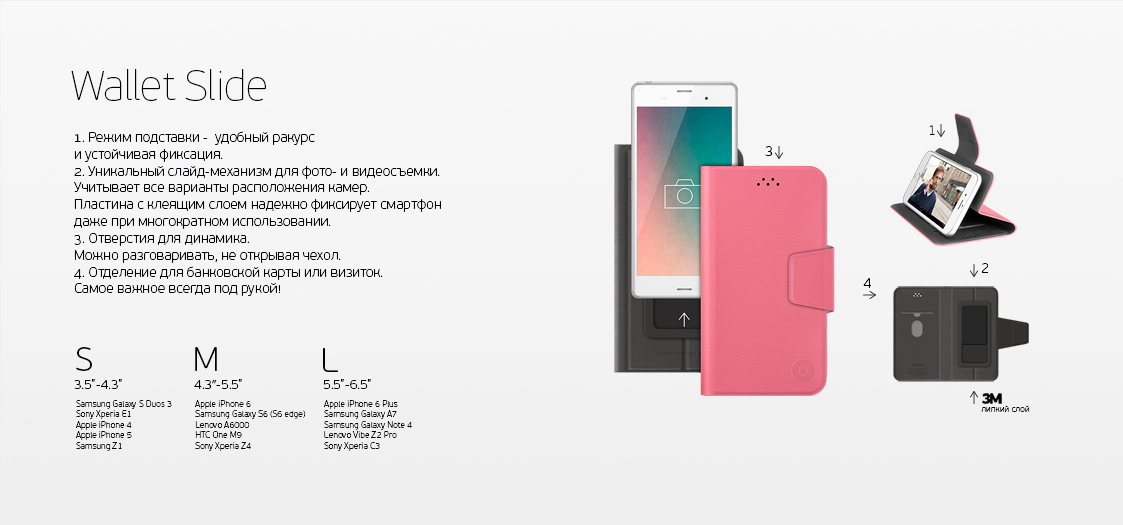 Wallet Slide
1. Режим подставки - удобный ракурс
и устойчивая фиксация.
2. Уникальный слайд-механизм для фото- и видеосъемки.
Учитывает все варианты расположения камер.
Пластина с клеящим слоем надежно фиксирует смартфон
даже при многократном использовании.
3. Отверстия для динамика.
Можно разговаривать, не открывая чехол.
4. Отделение для банковской карты или визиток.
Самое важное всегда под рукой!
S
3.5"-4.3"
Samsung Galaxy S Duos 3
Sony Xperia E1
Apple iPhone 4
Apple iPhone 5
Samsung Z1
M
4.3"-5.5"
Apple iPhone 6
Samsung Galaxy S6 (S6 edge)
Lenovo A6000
HTC One M9
Sony Xperia Z4
L
5.5"-6.5"
Apple iPhone 6 Plus
Samsung Galaxy A7
Samsung Galaxy Note 4
Lenovo Vibe Z2 Pro
Sony Xperia C3
3
1
2
4
3M
липкий слой